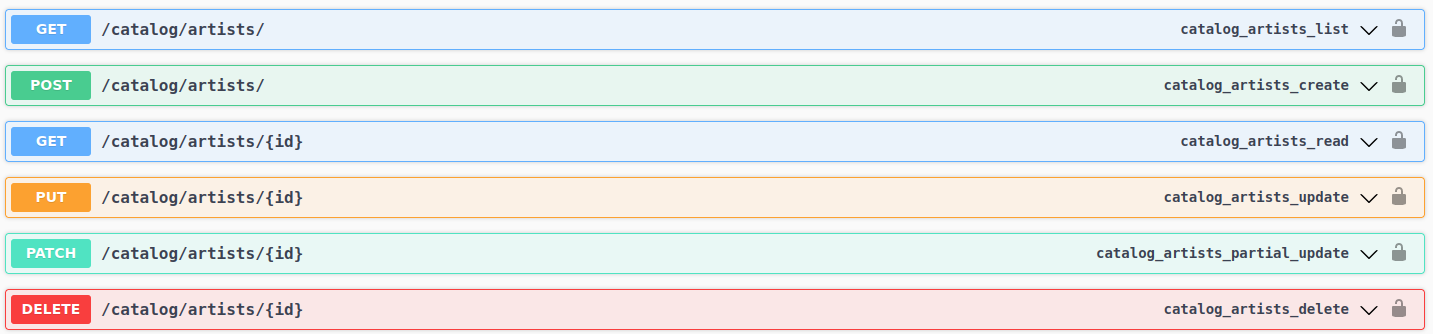 GET /catalog/artists/ catalog_artists_list
POST /catalog/artists/ catalog_artists_create
GET /catalog/artists/{id} catalog_artists_read
PUT /catalog/artists/{id} catalog_artists_update
PATCH /catalog/artists/{id} catalog_artists_partial_update
DELETE /catalog/artists/{id} catalog_artists_delete